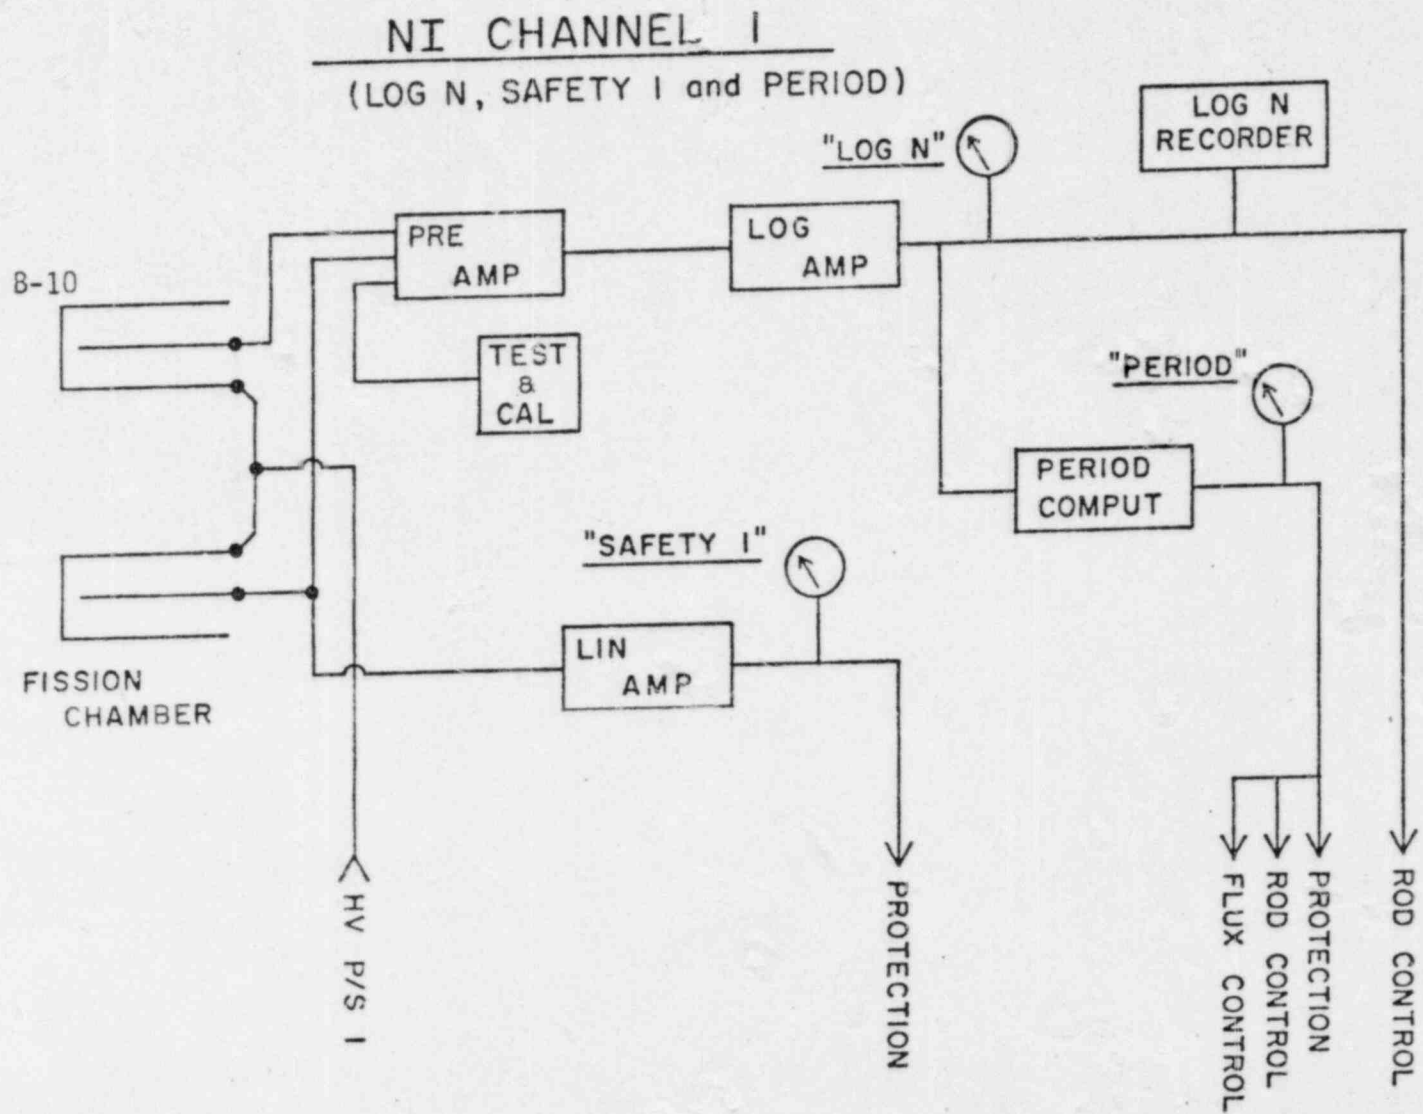 NI CHANNEL I
(LOG N, SAFETY I and PERIOD)
LOG N
RECORDER
"LOG N"
PRE
AMP
LOG
AMP
8-10
TEST
&
CAL
"PERIOD"
PERIOD
COMPUT
"SAFETY I"
LIN
AMP
FISSION
CHAMBER
HV P/S I
PROTECTION
FLUX CONTROL
ROD CONTROL
PROTECTION
ROD CONTROL